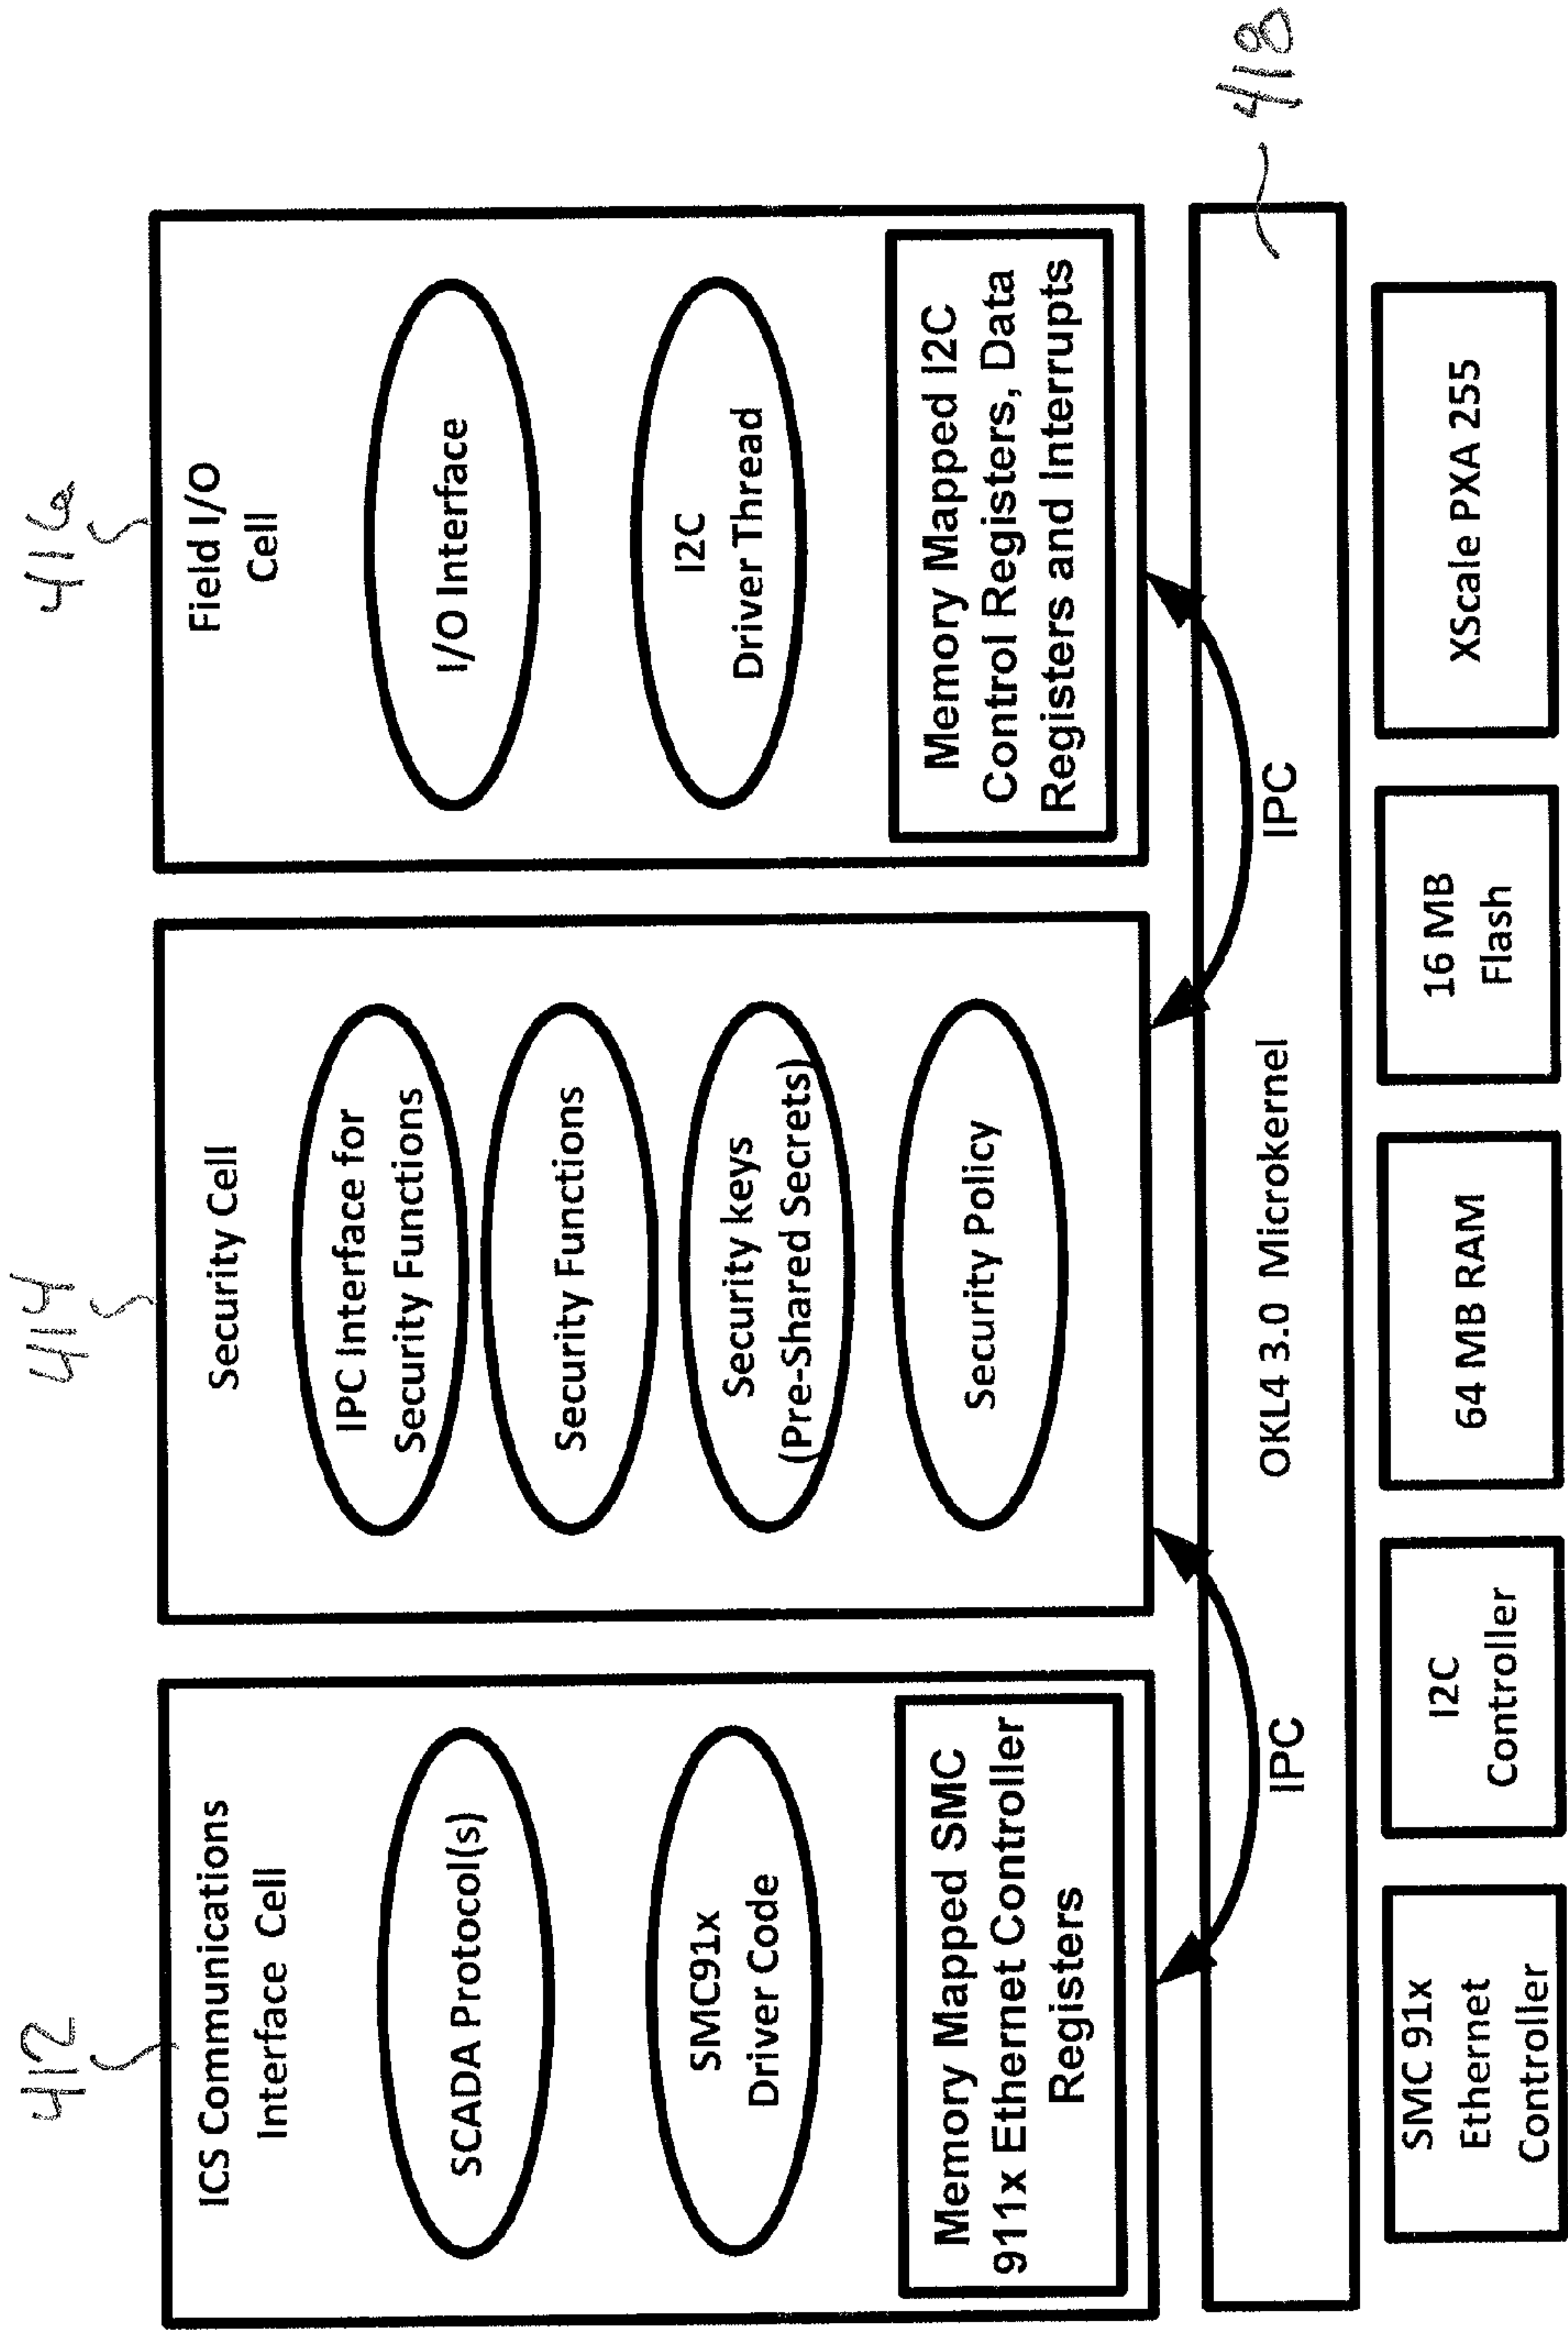 412
ICS Communications
Interface Cell
SCADA Protocol(s)
SMC91x
Driver Code
Memory Mapped SMC
911x Ethernet Controller
Registers
414
Security Cell
IPC Interface for
Security Functions
Security Functions
Security keys
(Pre-Shared Secrets)
Security Policy
416
Field I/O
Cell
I/O Interface
I2C
Driver Thread
Memory Mapped I2C
Control Registers, Data
Registers and Interrupts
IPC
IPC
OKL4 3.0 Microkernel
418
SMC 91x
Ethernet
Controller
I2C
Controller
64 MB RAM
16 MB
Flash
XScale PXA 255